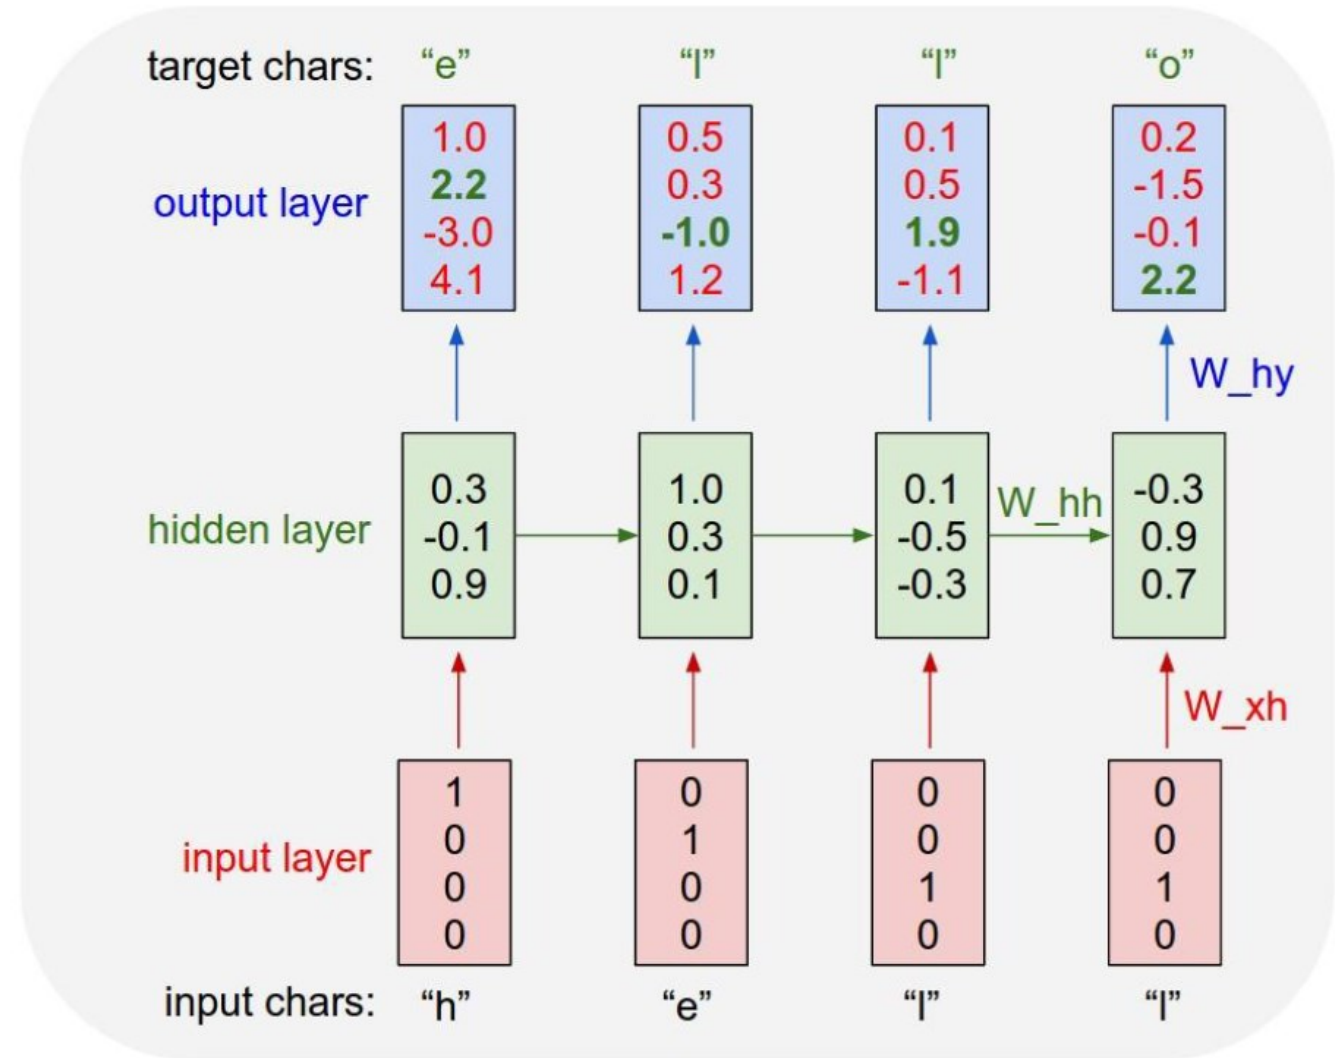 target chars: “e” “l” “l” “o”
output layer
1.0 0.5 0.1 0.2
2.2 0.3 0.5 -1.5
-3.0 -1.0 1.9 -0.1
4.1 1.2 -1.1 2.2
W_hy
hidden layer
0.3 1.0 0.1 -0.3
-0.1 0.3 -0.5 0.9
0.9 0.1 -0.3 0.7
W_hh
W_xh
input layer
1 0 0 0
0 1 0 0
0 0 1 1
0 0 0 0
input chars: “h” “e” “l” “l”